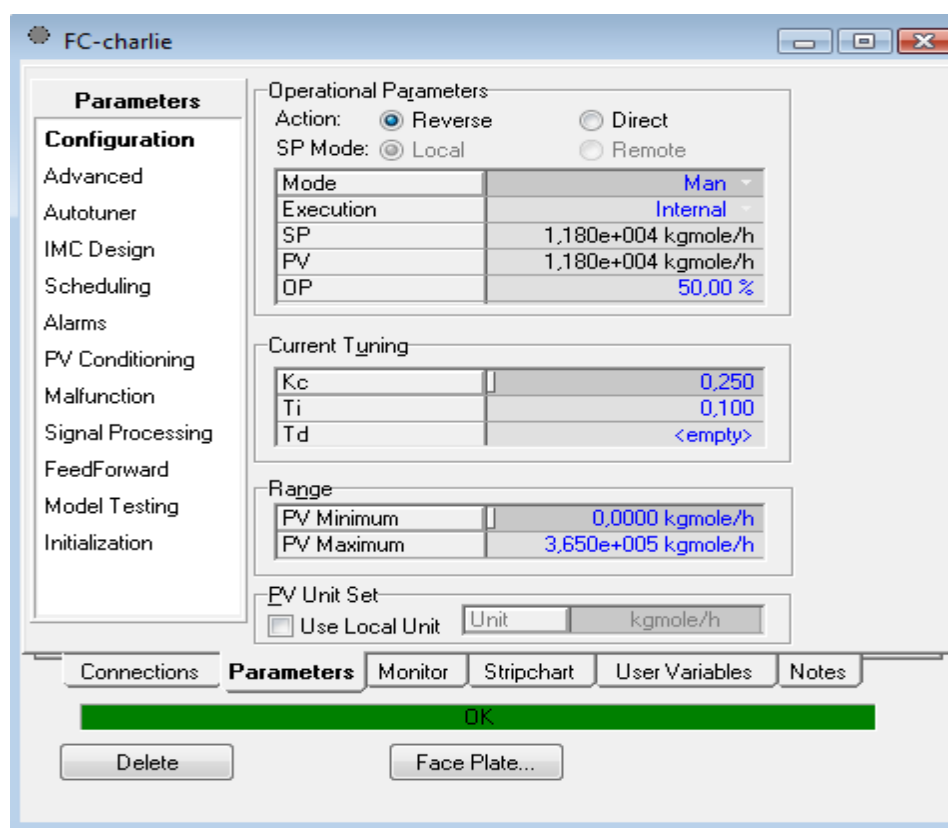 FC-charlie
Parameters
Configuration
Advanced
Autotuner
IMC Design
Scheduling
Alarms
PV Conditioning
Malfunction
Signal Processing
FeedForward
Model Testing
Initialization
Operational Parameters
Action: Reverse Direct
SP Mode: Local Remote
Mode Man
Execution Internal
SP 1,180e+004 kgmole/h
PV 1,180e+004 kgmole/h
OP 50,00 %
Current Tuning
Kc 0,250
Ti 0,100
Td <empty>
Range
PV Minimum 0,0000 kgmole/h
PV Maximum 3,650e+005 kgmole/h
PV Unit Set
Use Local Unit Unit kgmole/h
Connections Parameters Monitor Stripchart User Variables Notes
OK
Delete Face Plate...